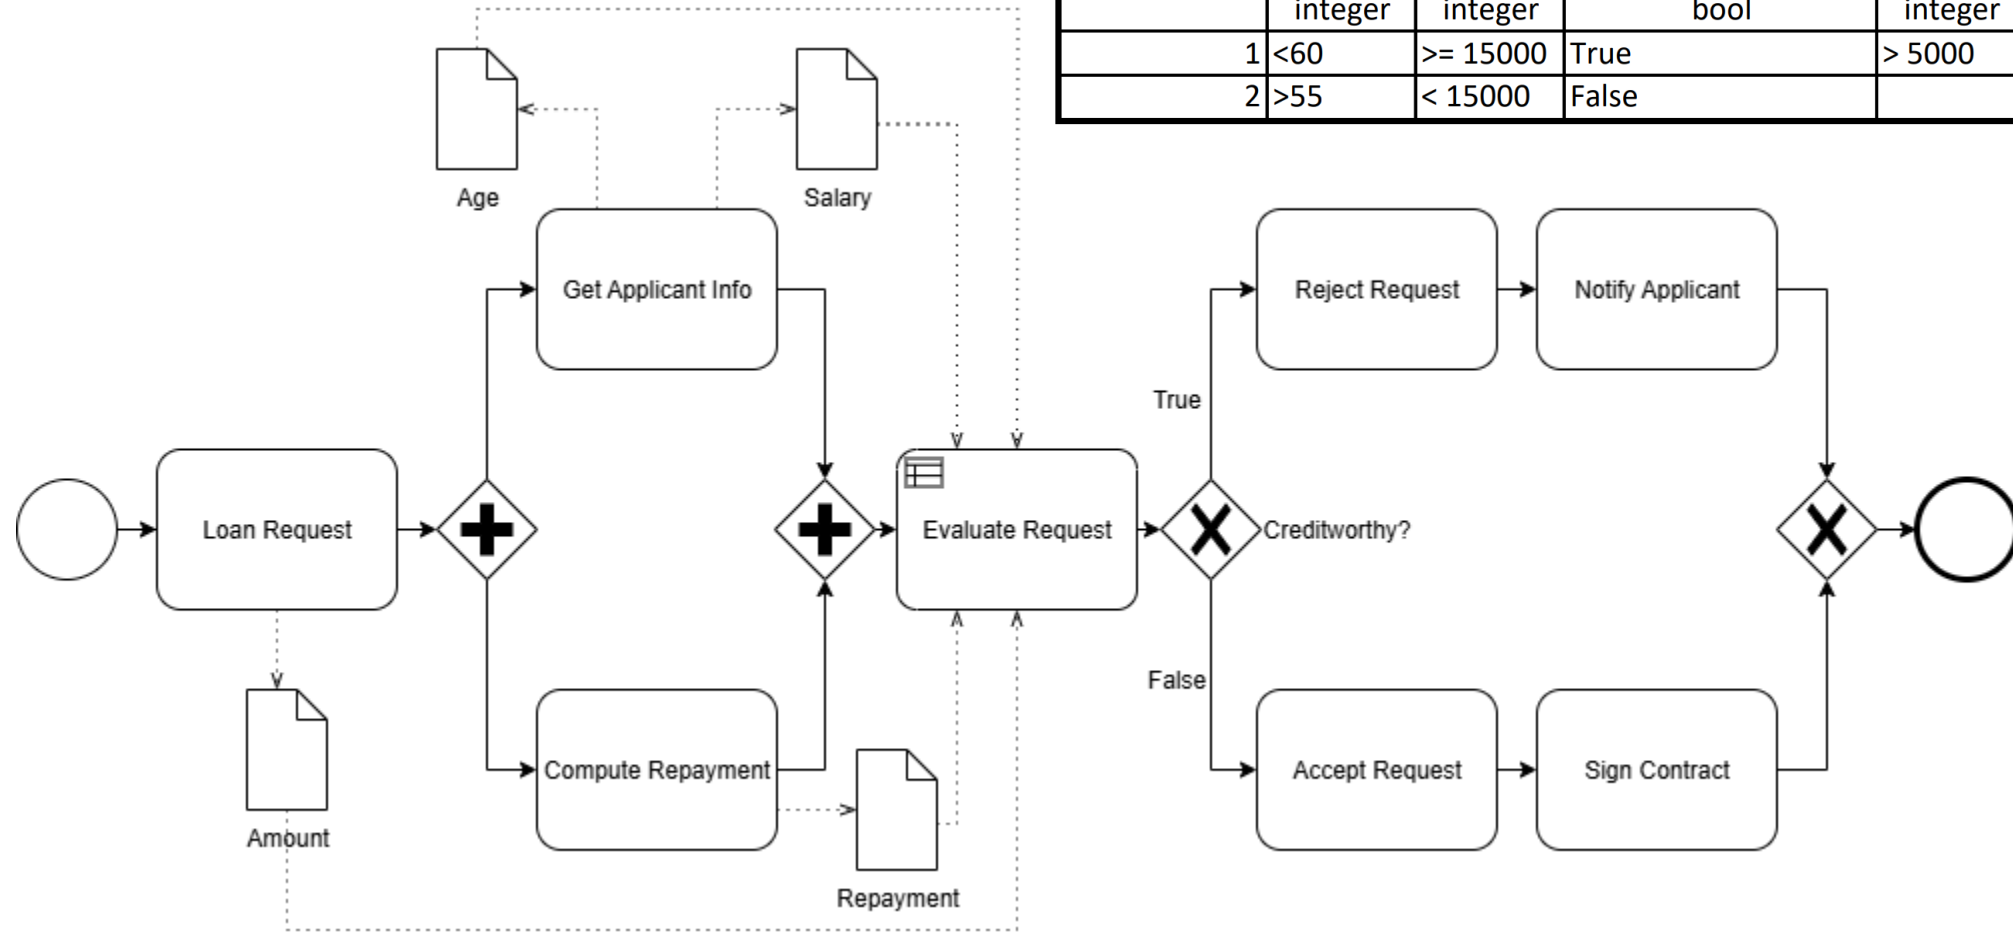 integer integer bool integer
1 <60 >= 15000 True > 5000
2 >55 < 15000 False
Age
Salary
Get Applicant Info
Reject Request
Notify Applicant
True
Loan Request
Evaluate Request
Creditworthy?
False
Compute Repayment
Accept Request
Sign Contract
Amount
Repayment